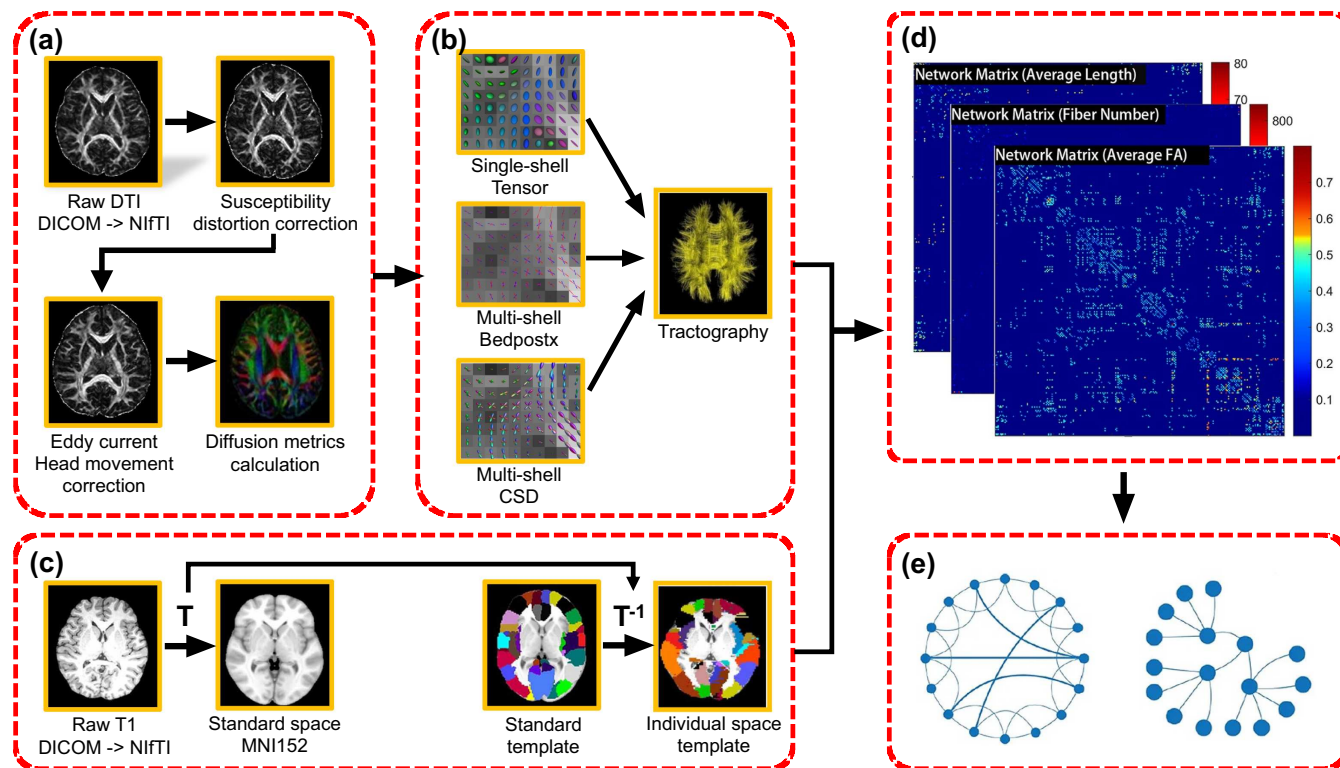 (a)
Raw DTI
DICOM -> NIfTI
Susceptibility
distortion correction
Eddy current
Head movement
correction
Diffusion metrics
calculation
(b)
Single-shell
Tensor
Multi-shell
Bedpostx
Multi-shell
CSD
Tractography
(c)
T
Raw T1
DICOM -> NIfTI
Standard space
MNI152
Standard
template
T-1
Individual space
template
(d)
Network Matrix (Average Length)
80
70
Network Matrix (Fiber Number)
800
Network Matrix (Average FA)
0.7
0.6
0.5
0.4
0.3
0.2
0.1
(e)